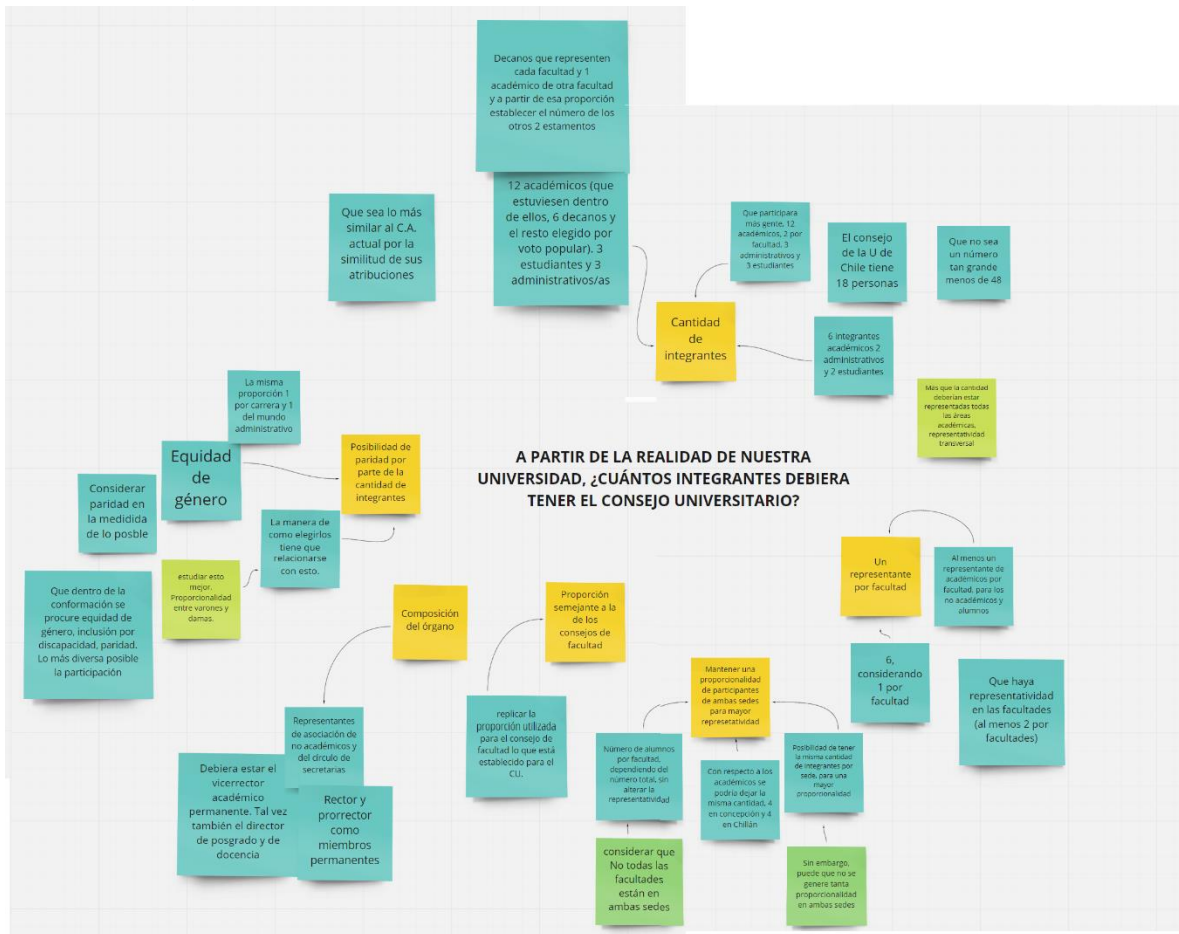 Decanos que representen
cada facultad y 1
académico de otra facultad
y a partir de esa proporción
establecer el número de los
otros 2 estamentos
12 académicos (que
estuviesen dentro
de ellos, 6 decanos y
el resto elegido por
voto popular). 3
estudiantes y 3
administrativos/as
Que sea lo más
similar al C.A.
actual por la
similitud de sus
atribuciones
Que participara
más gente, 12
académicos, 2 por
facultad, 3
administrativos y
3 estudiantes
El consejo
de la U de
Chile tiene
18 personas
Que no sea
un número
tan grande
menos de 48
Cantidad
de
integrantes
6 integrantes
académicos 2
administrativos
y 2 estudiantes
Más que la cantidad
deberían estar
representadas todas
las áreas
académicas,
representatividad
transversal
La misma
proporción 1
por carrera y 1
del mundo
administrativo
Equidad
de
género
Posibilidad de
paridad por
parte de la
cantidad de
integrantes
Considerar
paridad en
la medidida
de lo posble
La manera de
como elegirlos
tiene que
relacionarse
con esto.
estudiar esto
mejor.
Proporcionalidad
entre varones y
damas.
Que dentro de la
conformación se
procure equidad de
género, inclusión por
discapacidad, paridad.
Lo más diversa posible
la participación
A PARTIR DE LA REALIDAD DE NUESTRA
UNIVERSIDAD, ¿CUÁNTOS INTEGRANTES DEBIERA
TENER EL CONSEJO UNIVERSITARIO?
Composición
del órgano
Representantes
de asociación de
no académicos y
del círculo de
secretarias
Debiera estar el
vicerrector
académico
permanente. Tal vez
también el director
de posgrado y de
docencia
Rector y
prorrector
como
miembros
permanentes
Proporción
semejante a la
de los
consejos de
facultad
replicar la
proporción utilizada
para el consejo de
facultad lo que está
establecido para el
CU.
Un
representante
por facultad
Al menos un
representante de
académicos por
facultad, para los
no académicos y
alumnos
6,
considerando
1 por
facultad
Que haya
representatividad
en las facultades
(al menos 2 por
facultades)
Mantener una
proporcionalidad
de participantes
de ambas sedes
para mayor
represetatividad
Número de alumnos
por facultad,
dependiendo del
número total, sin
alterar la
representatividad
Con respecto a los
académicos se
podría dejar la
misma cantidad, 4
en concepción y 4
en Chillán
Posibilidad de tener
la misma cantidad
de integrantes por
sede, para una
mayor
proporcionalidad
considerar que
No todas las
facultades
están en
ambas sedes
Sin embargo,
puede que no se
genere tanta
proporcionalidad
en ambas sedes